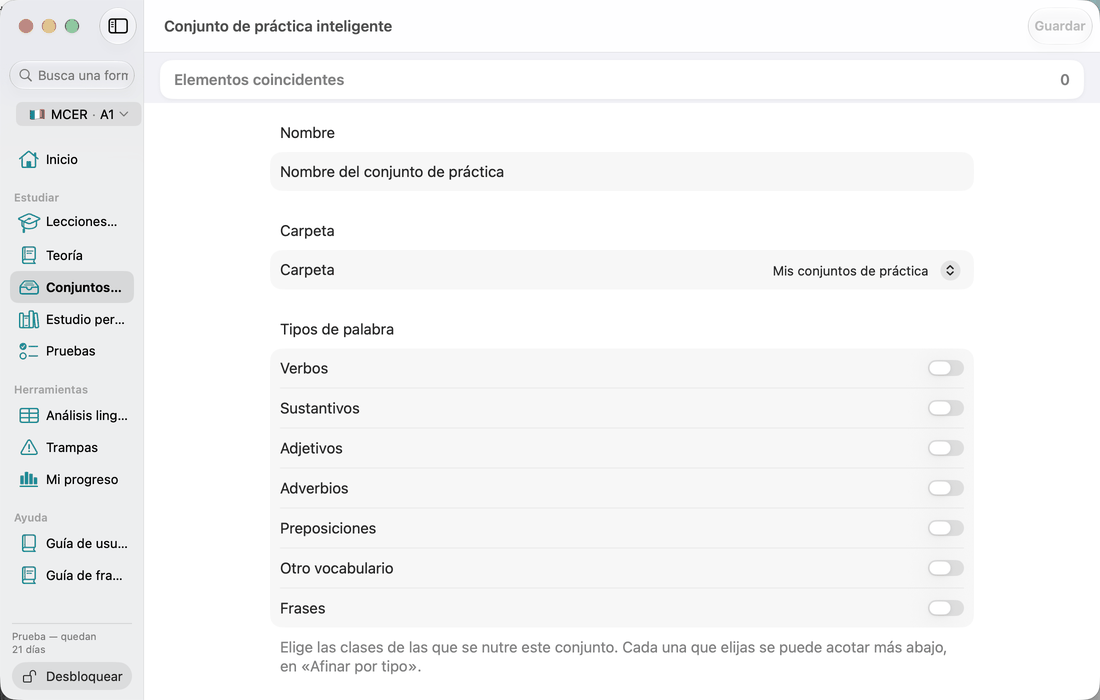 Conjunto de práctica inteligente
Guardar
Busca una forn
MCER · A1
Inicio
Estudiar
Lecciones...
Teoría
Conjuntos...
Estudio per...
Pruebas
Herramientas
Análisis ling...
Trampas
Mi progreso
Ayuda
Guía de usu...
Guía de fra...
Prueba — quedan
21 días
Desbloquear
Elementos coincidentes
0
Nombre
Nombre del conjunto de práctica
Carpeta
Carpeta
Mis conjuntos de práctica
Tipos de palabra
Verbos
Sustantivos
Adjetivos
Adverbios
Preposiciones
Otro vocabulario
Frases
Elige las clases de las que se nutre este conjunto. Cada una que elijas se puede acotar más abajo,
en «Afinar por tipo».